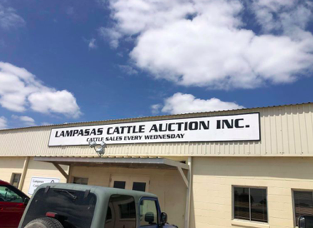 LAMPASAS CATTLE AUCTION INC.
CATTLE SALES EVERY WEDNESDAY